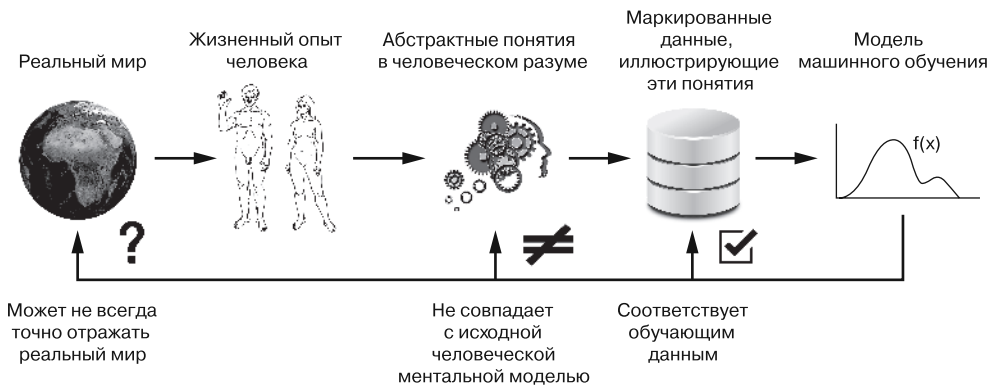 Реальный мир
Жизненный опыт
человека
Абстрактные понятия
в человеческом разуме
Маркированные
данные,
иллюстрирующие
эти понятия
Модель
машинного обучения
f(x)
?
≠
Может не всегда
точно отражать
реальный мир
Не совпадает
с исходной
человеческой
ментальной моделью
Соответствует
обучающим
данным